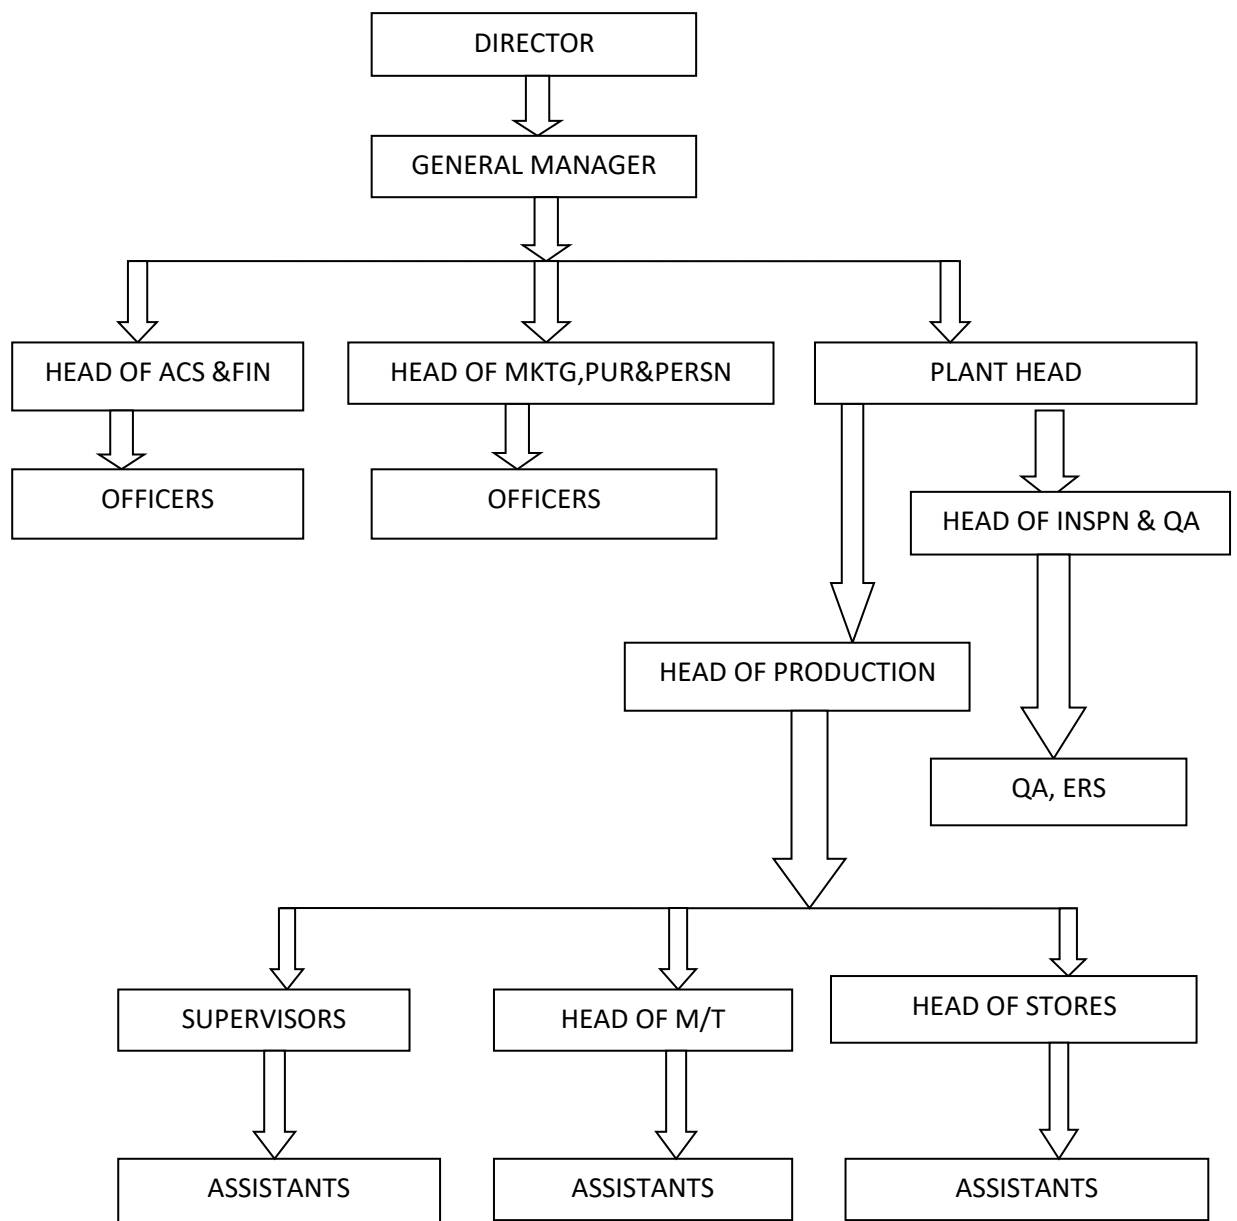 DIRECTOR
GENERAL MANAGER
HEAD OF ACS &FIN
HEAD OF MKTG,PUR&PERSN
PLANT HEAD
OFFICERS
OFFICERS
HEAD OF INSPN & QA
HEAD OF PRODUCTION
QA, ERS
SUPERVISORS
HEAD OF M/T
HEAD OF STORES
ASSISTANTS
ASSISTANTS
ASSISTANTS